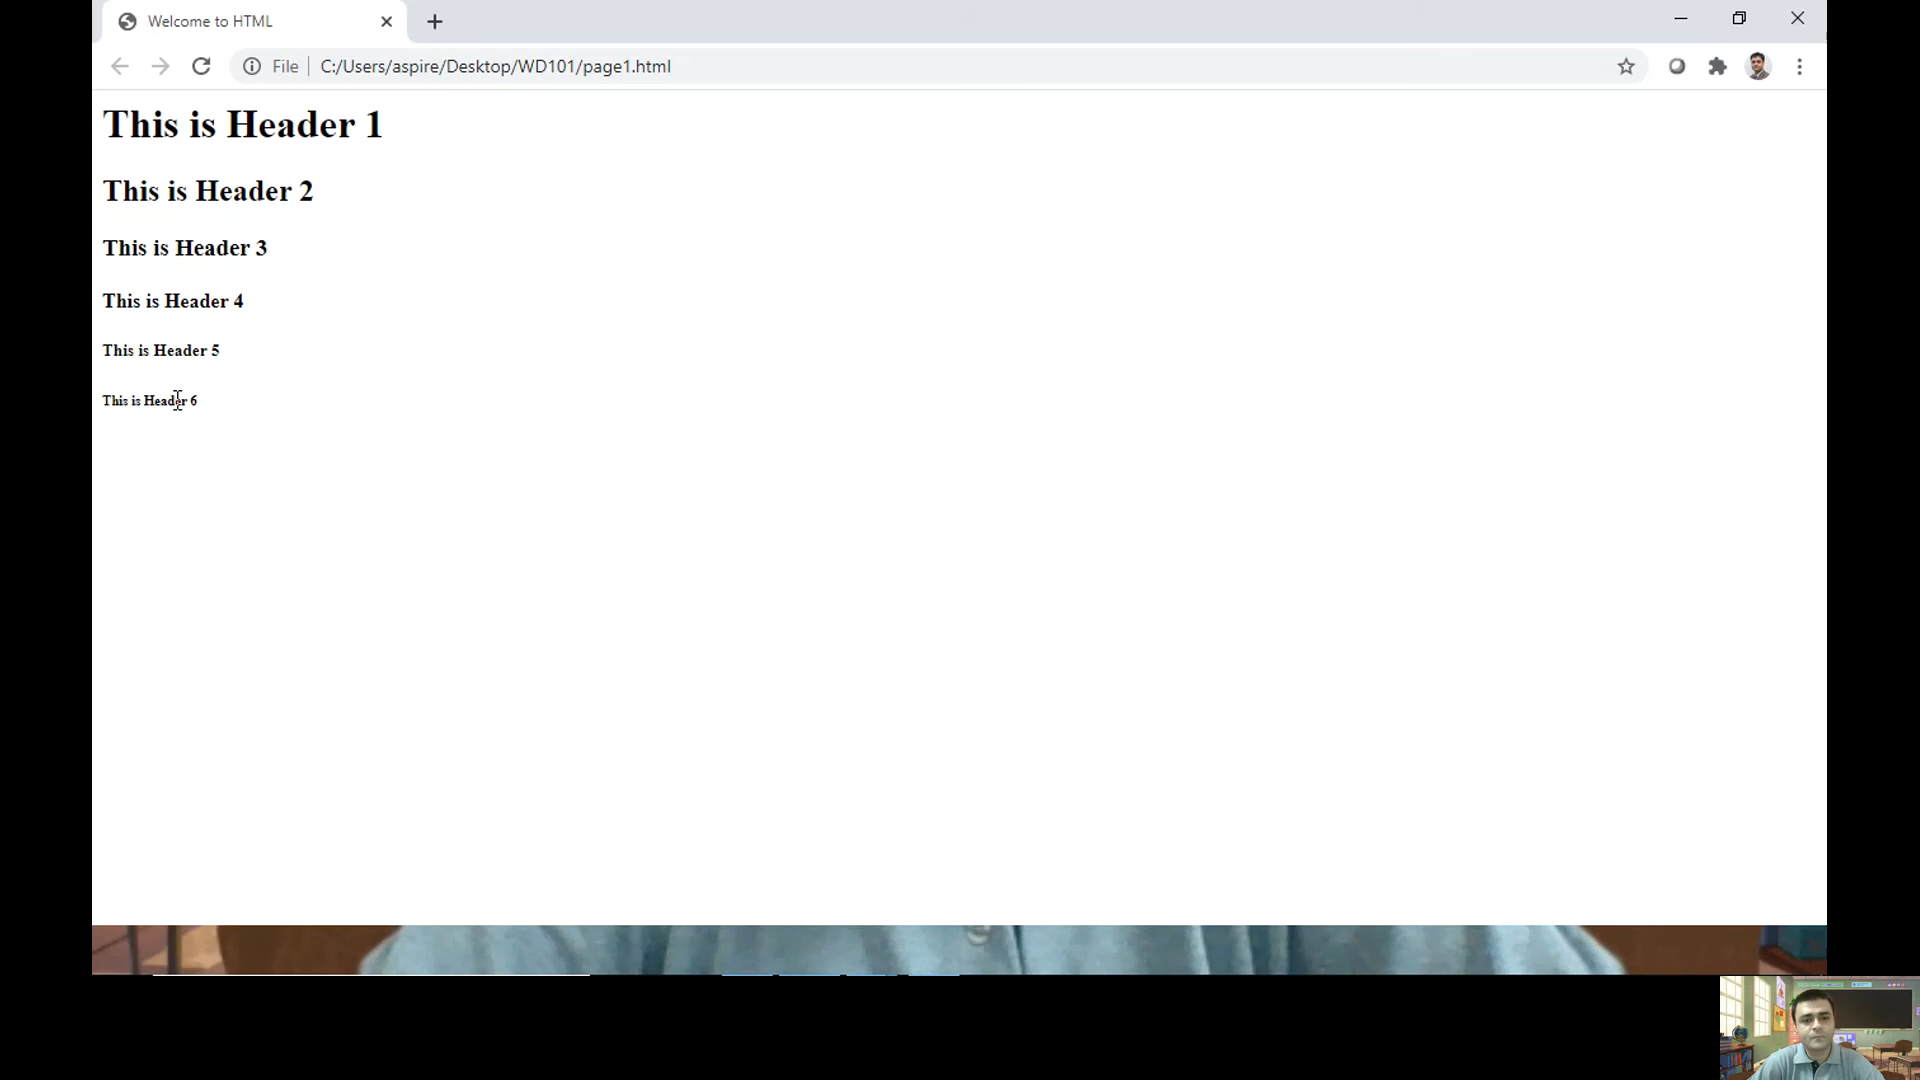 Welcome to HTML
File
C:/Users/aspire/Desktop/WD101/page1.html
This is Header 1
This is Header 2
This is Header 3
This is Header 4
This is Header 5
This is Header 6